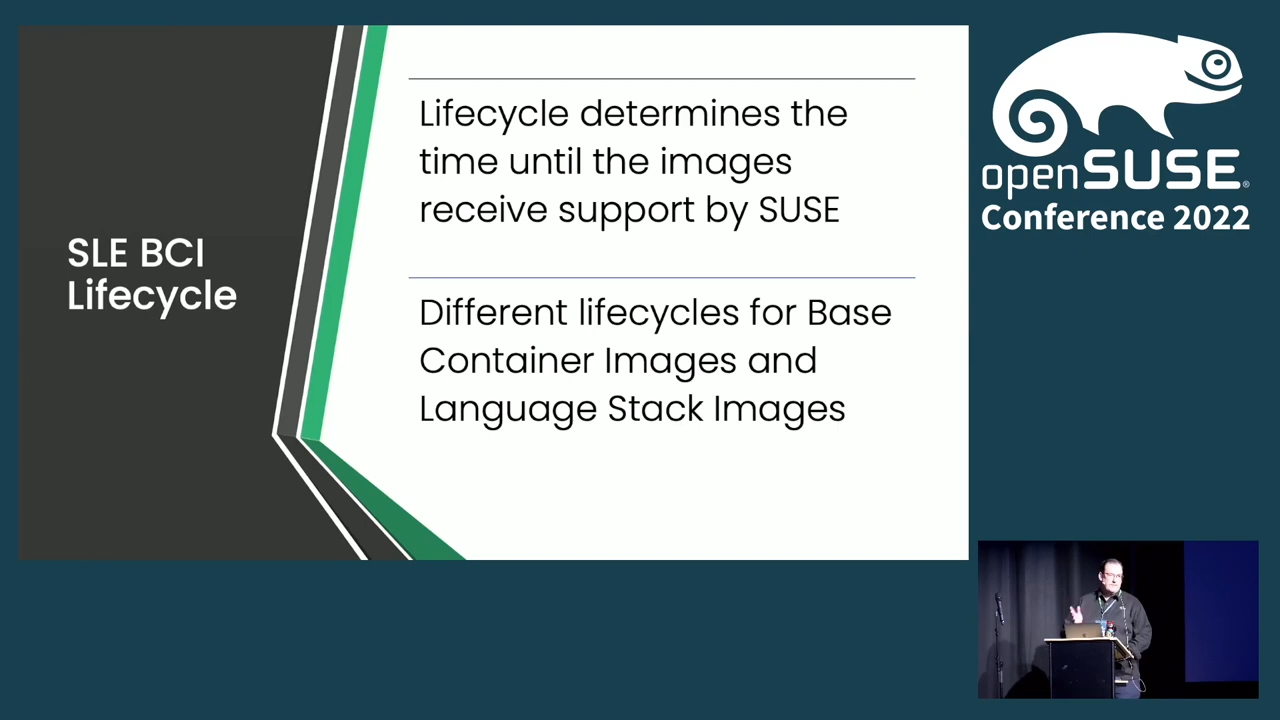 SLE BCI
Lifecycle
Lifecycle determines the
time until the images
receive support by SUSE
Different lifecycles for Base
Container Images and
Language Stack Images
openSUSE®
Conference 2022